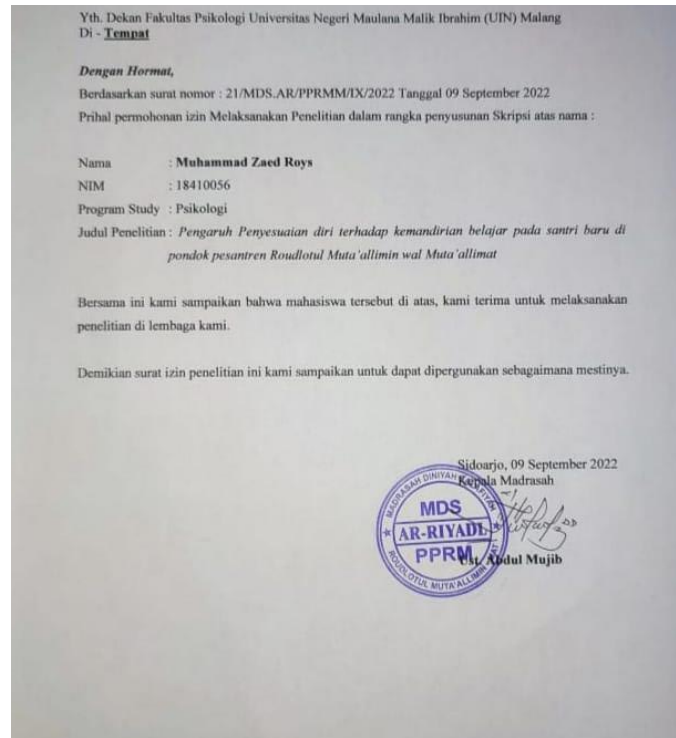 Yth. Dekan Fakultas Psikologi Universitas Negeri Maulana Malik Ibrahim (UIN) Malang
Di - Tempat
Dengan Hormat,
Berdasarkan surat nomor : 21/MDS.AR/PPRMM/IX/2022 Tanggal 09 September 2022
Prihal permohonan izin Melaksanakan Penelitian dalam rangka penyusunan Skripsi atas nama :
Nama : Muhammad Zaed Roys
NIM : 18410056
Program Study : Psikologi
Judul Penelitian : Pengaruh Penyesuaian diri terhadap kemandirian belajar pada santri baru di
pondok pesantren Roudlotul Muta'allimin wal Muta'allimat
Bersama ini kami sampaikan bahwa mahasiswa tersebut di atas, kami terima untuk melaksanakan
penelitian di lembaga kami.
Demikian surat izin penelitian ini kami sampaikan untuk dapat dipergunakan sebagaimana mestinya.
Sidoarjo, 09 September 2022
Kepala Madrasah
MADRASAH DINIYAH
MDS
AR-RIYADL
PPRM
ROUDLOTUL MUTA'ALLIMIN
Ust. Abdul Mujib